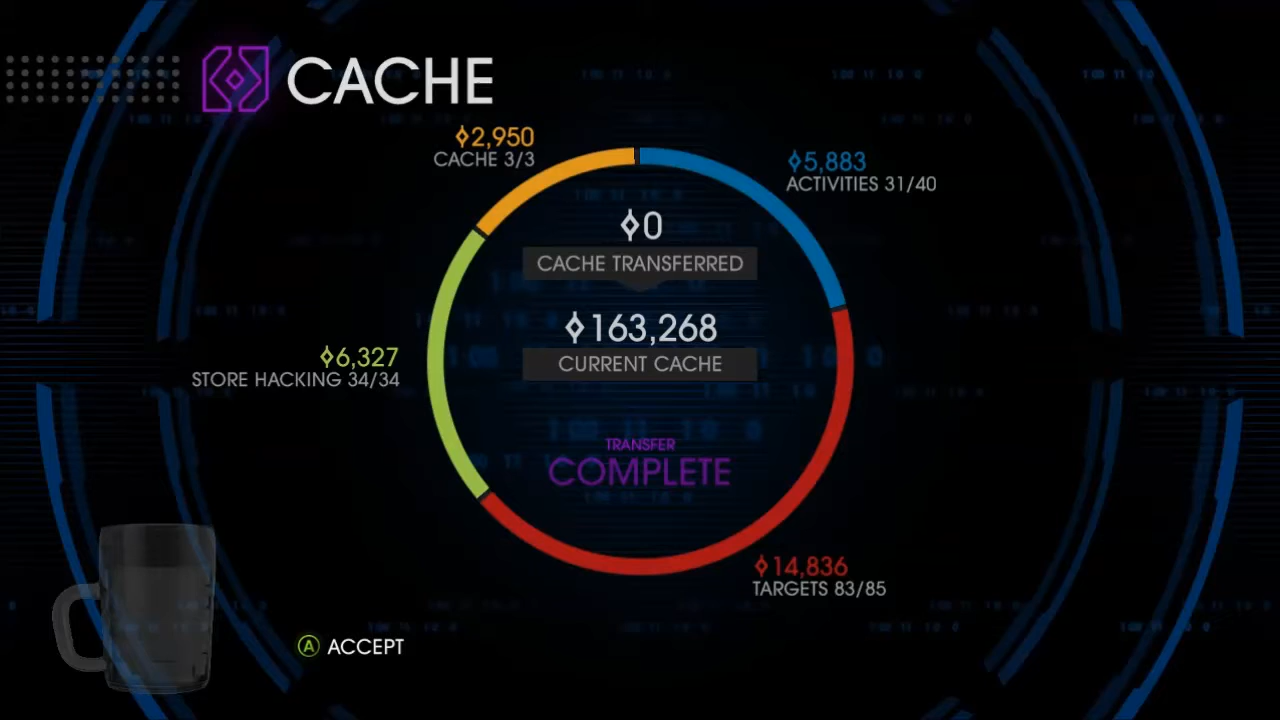 CACHE
2,950
CACHE 3/3
5,883
ACTIVITIES 31/40
0
CACHE TRANSFERRED
163,268
CURRENT CACHE
6,327
STORE HACKING 34/34
TRANSFER
COMPLETE
14,836
TARGETS 83/85
A ACCEPT